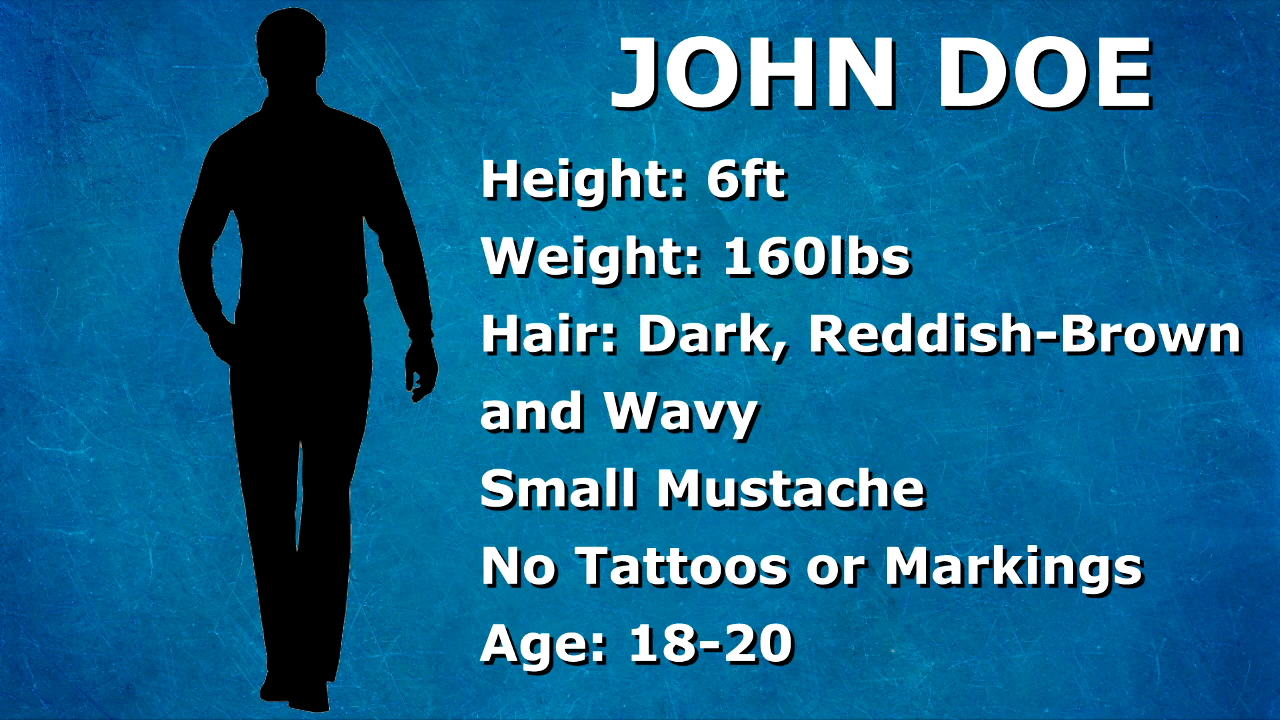 JOHN DOE
Height: 6ft
Weight: 160lbs
Hair: Dark, Reddish-Brown
and Wavy
Small Mustache
No Tattoos or Markings
Age: 18-20